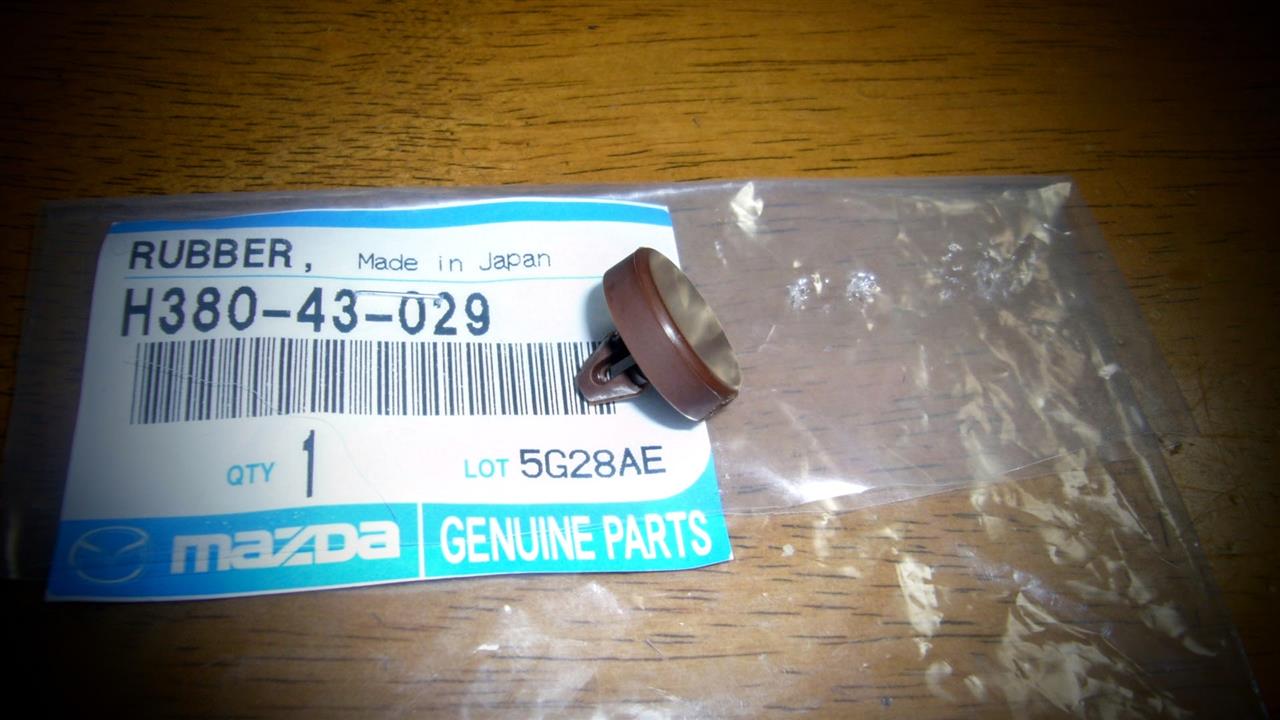 RUBBER, Made in Japan
H380-43-029
QTY 1 LOT 5G28AE
mazda GENUINE PARTS